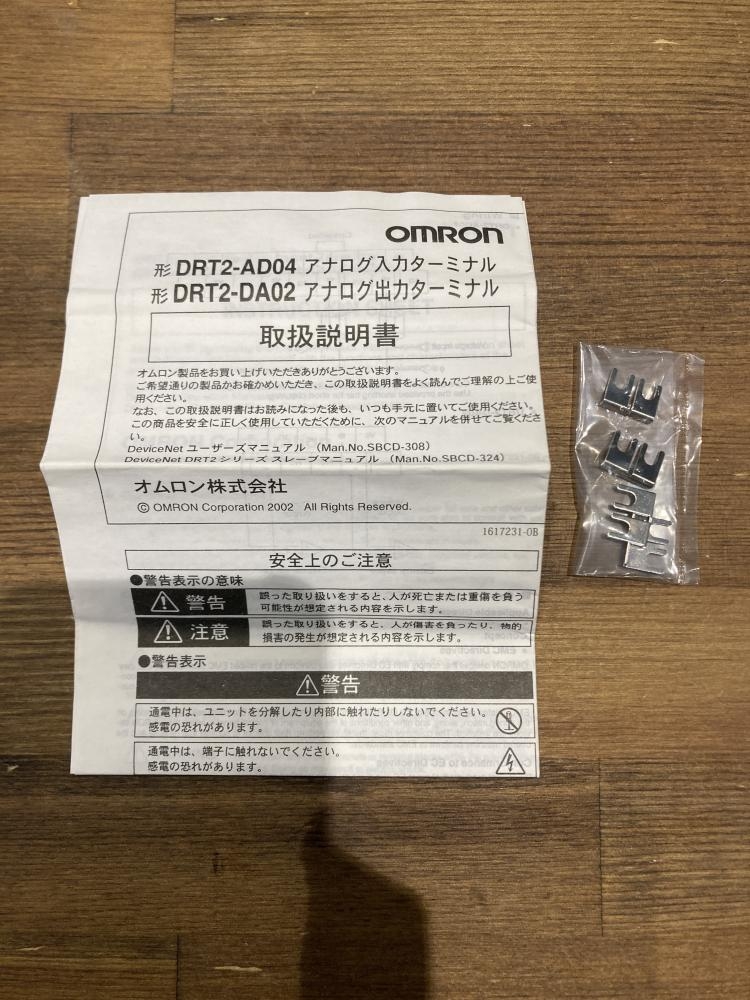 OMRON
形 DRT2-AD04 アナログ入力ターミナル
形 DRT2-DA02 アナログ出力ターミナル
取扱説明書
オムロン製品をお買い上げいただきありがとうございます。
ご希望通りの製品かお確かめいただき、この取扱説明書をよく読んでご理解の上ご使
用ください。
なお、この取扱説明書はお読みになった後も、いつも手元に置いてご使用ください。
この商品を安全に正しく使用していただくために、次のマニュアルを併せてご覧くださ
い。
DeviceNet ユーザーズマニュアル (Man.No.SBCD-308)
DeviceNet DRT2シリーズ スレーブマニュアル (Man.No.SBCD-324)
オムロン株式会社
© OMRON Corporation 2002 All Rights Reserved.
1617231-0B
安全上のご注意
●警告表示の意味
警告 誤った取り扱いをすると、人が死亡または重傷を負う
可能性が想定される内容を示します。
注意 誤った取り扱いをすると、人が傷害を負ったり、物的
損害の発生が想定される内容を示します。
●警告表示
警告
通電中は、ユニットを分解したり内部に触れたりしないでください。
感電の恐れがあります。
通電中は、端子に触れないでください。
感電の恐れがあります。